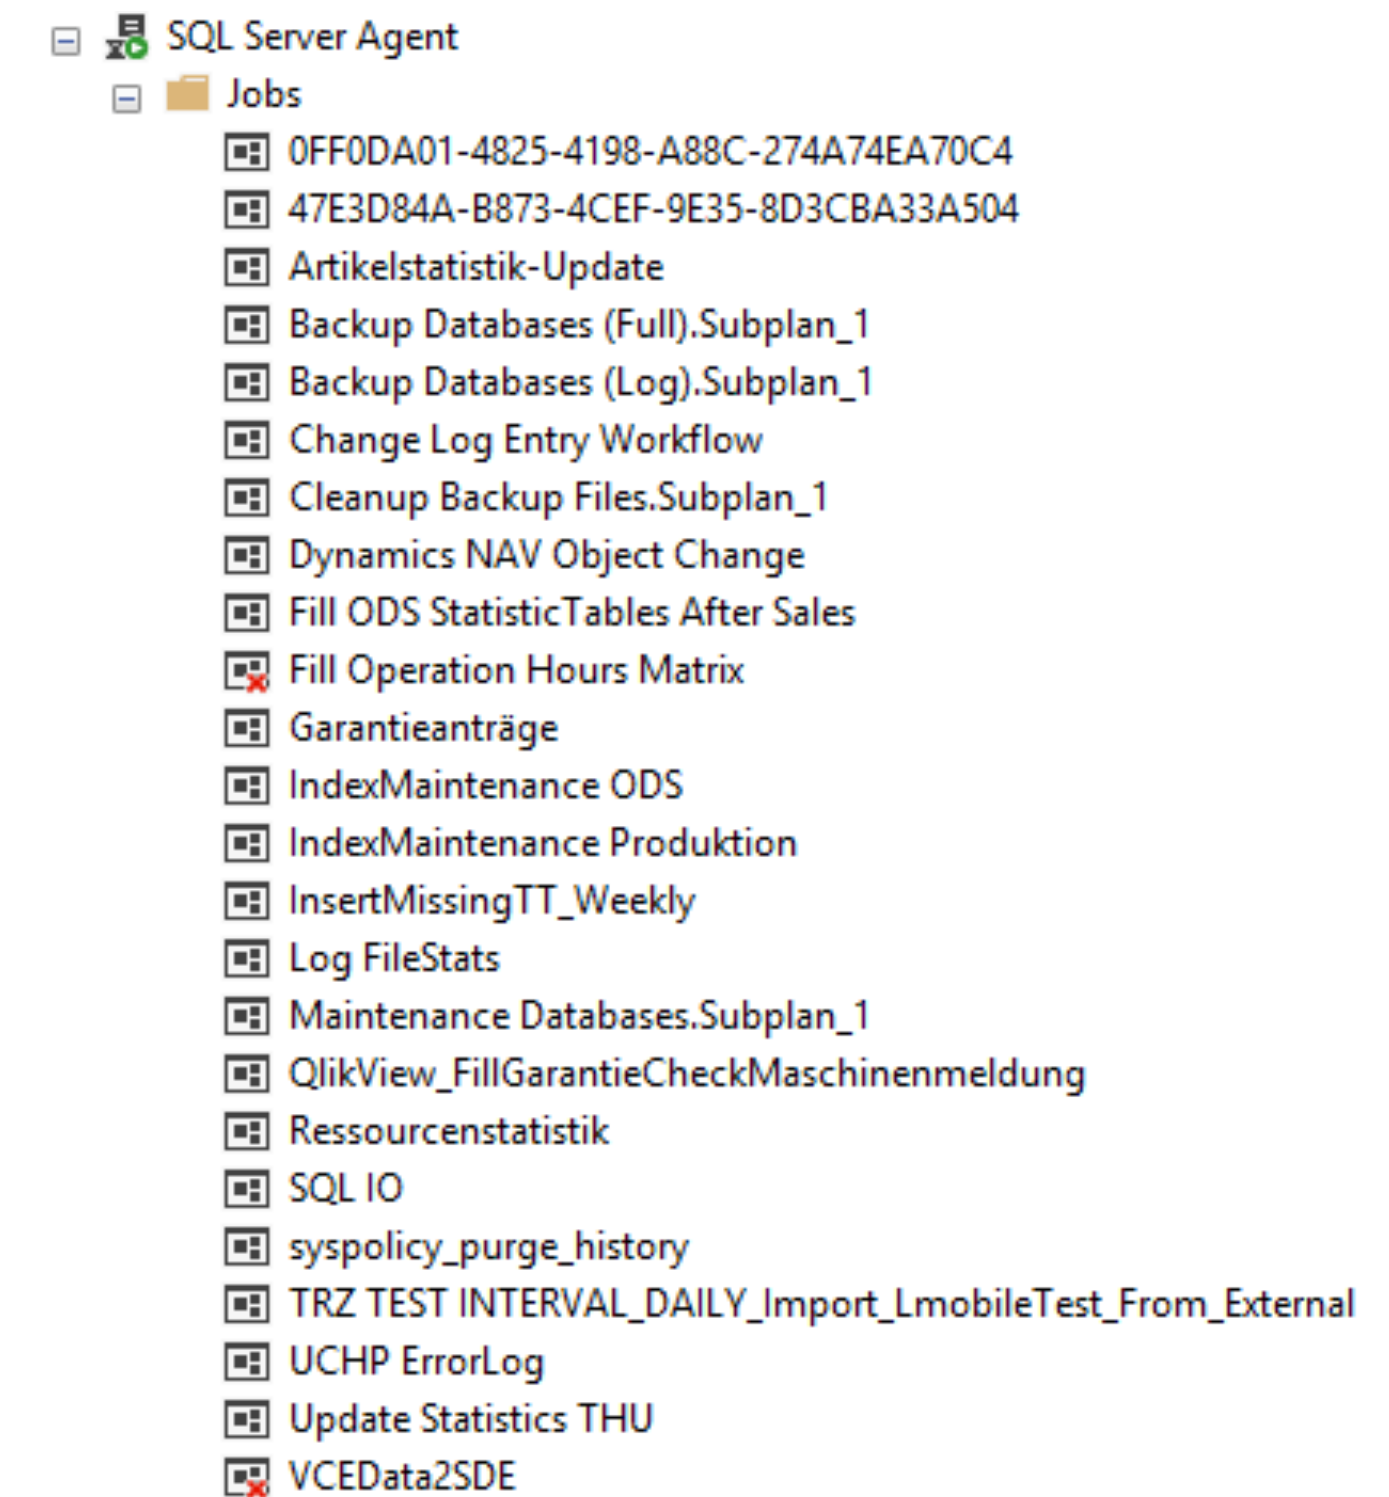 SQL Server Agent
Jobs
0FF0DA01-4825-4198-A88C-274A74EA70C4
47E3D84A-B873-4CEF-9E35-8D3CBA33A504
Artikelstatistik-Update
Backup Databases (Full).Subplan_1
Backup Databases (Log).Subplan_1
Change Log Entry Workflow
Cleanup Backup Files.Subplan_1
Dynamics NAV Object Change
Fill ODS StatisticTables After Sales
Fill Operation Hours Matrix
Garantieanträge
IndexMaintenance ODS
IndexMaintenance Produktion
InsertMissingTT_Weekly
Log FileStats
Maintenance Databases.Subplan_1
QlikView_FillGarantieCheckMaschinenmeldung
Ressourcenstatistik
SQL IO
syspolicy_purge_history
TRZ TEST INTERVAL_DAILY_Import_LmobileTest_From_External
UCHP ErrorLog
Update Statistics THU
VCEData2SDE